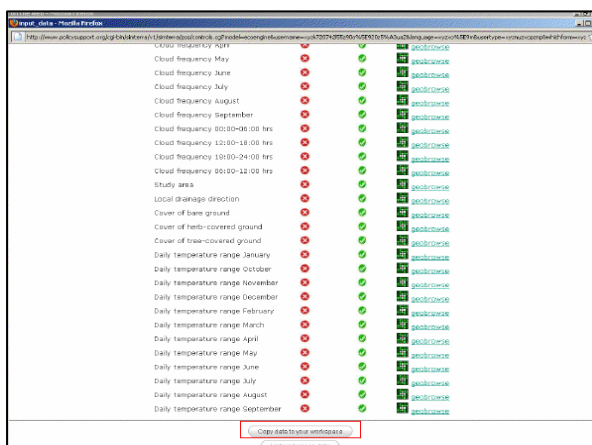 input_data - Mozilla Firefox
Cloud frequency April
geobrowse
Cloud frequency May geobrowse
Cloud frequency June geobrowse
Cloud frequency July geobrowse
Cloud frequency August geobrowse
Cloud frequency September geobrowse
Cloud frequency 00:00-06:00 hrs geobrowse
Cloud frequency 12:00-18:00 hrs geobrowse
Cloud frequency 18:00-24:00 hrs geobrowse
Cloud frequency 06:00-12:00 hrs geobrowse
Study area geobrowse
Local drainage direction geobrowse
Cover of bare ground geobrowse
Cover of herb-covered ground geobrowse
Cover of tree-covered ground geobrowse
Daily temperature range January geobrowse
Daily temperature range October geobrowse
Daily temperature range November geobrowse
Daily temperature range December geobrowse
Daily temperature range February geobrowse
Daily temperature range March geobrowse
Daily temperature range April geobrowse
Daily temperature range May geobrowse
Daily temperature range June geobrowse
Daily temperature range July geobrowse
Daily temperature range August geobrowse
Daily temperature range September geobrowse
Copy data to your workspace